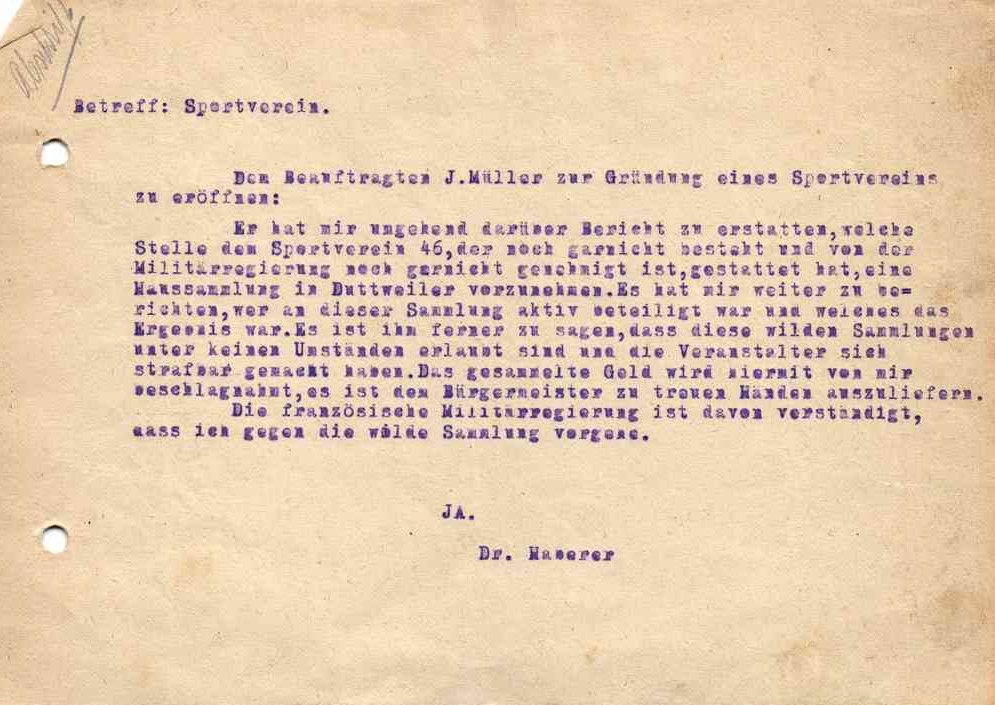 Abschrift
Betreff: Sportverein.
Dem Beauftragten J.Müller zur Gründung eines Sportvereins
zu eröffnen:
Er hat mir umgehend darüber Bericht zu erstatten,welche
Stelle dem Sportverein 46,der noch garnicht besteht und von der
Militärregierung noch garnicht genehmigt ist,gestattet hat,eine
Haussammlung in Duttweiler vorzunehmen.Es hat mir weiter zu be=
richten,wer an dieser Sammlung aktiv beteiligt war und welches das
Ergebnis war.Es ist ihm ferner zu sagen,dass diese wilden Sammlungen
unter keinen Umständen erlaubt sind und die Veranstalter sich
strafbar gemacht haben.Das gesammelte Geld wird hiermit von mir
beschlagnahmt,es ist dem Bürgermeister zu treuen Händen auszuliefern.
Die französische Militärregierung ist davon verständigt,
dass ich gegen die wilde Sammlung vorgehe.
JA.
Dr. Haberer